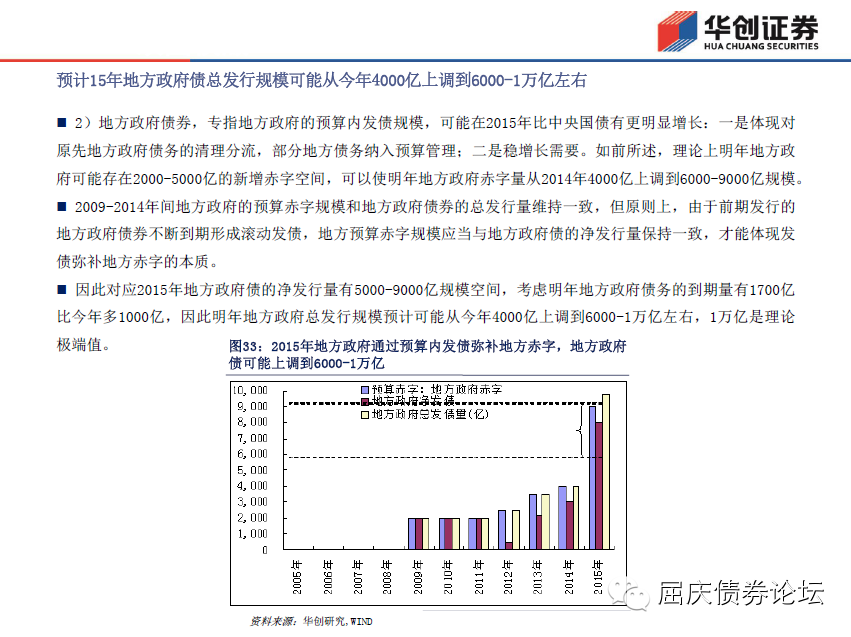 华创证券
HUA CHUANG SECURITIES
预计15年地方政府债总发行规模可能从今年4000亿上调到6000-1万亿左右
■ 2）地方政府债券，专指地方政府的预算内发债规模，可能在2015年比中央国债有更明显增长：一是体现对
原先地方政府债务的清理分流，部分地方债务纳入预算管理；二是稳增长需要。如前所述，理论上明年地方政
府可能存在2000-5000亿的新增赤字空间，可以使明年地方政府赤字量从2014年4000亿上调到6000-9000亿规模。
■ 2009-2014年间地方政府的预算赤字规模和地方政府债券的总发行量维持一致，但原则上，由于前期发行的
地方政府债券不断到期形成滚动发债，地方预算赤字规模应当与地方政府债的净发行量保持一致，才能体现发
债弥补地方赤字的本质。
■ 因此对应2015年地方政府债的净发行量有5000-9000亿规模空间，考虑明年地方政府债务的到期量有1700亿
比今年多1000亿，因此明年地方政府总发行规模预计可能从今年4000亿上调到6000-1万亿左右，1万亿是理论
极端值。
图33：2015年地方政府通过预算内发债弥补地方赤字，地方政府
债可能上调到6000-1万亿
预算赤字：地方政府赤字
地方政府净发债
地方政府总发债量(亿)
10,000
9,000
8,000
7,000
6,000
5,000
4,000
3,000
2,000
1,000
0
2005年
2006年
2007年
2008年
2009年
2010年
2011年
2012年
2013年
2014年
2015年
屈庆债券论坛
资料来源：华创研究,WIND